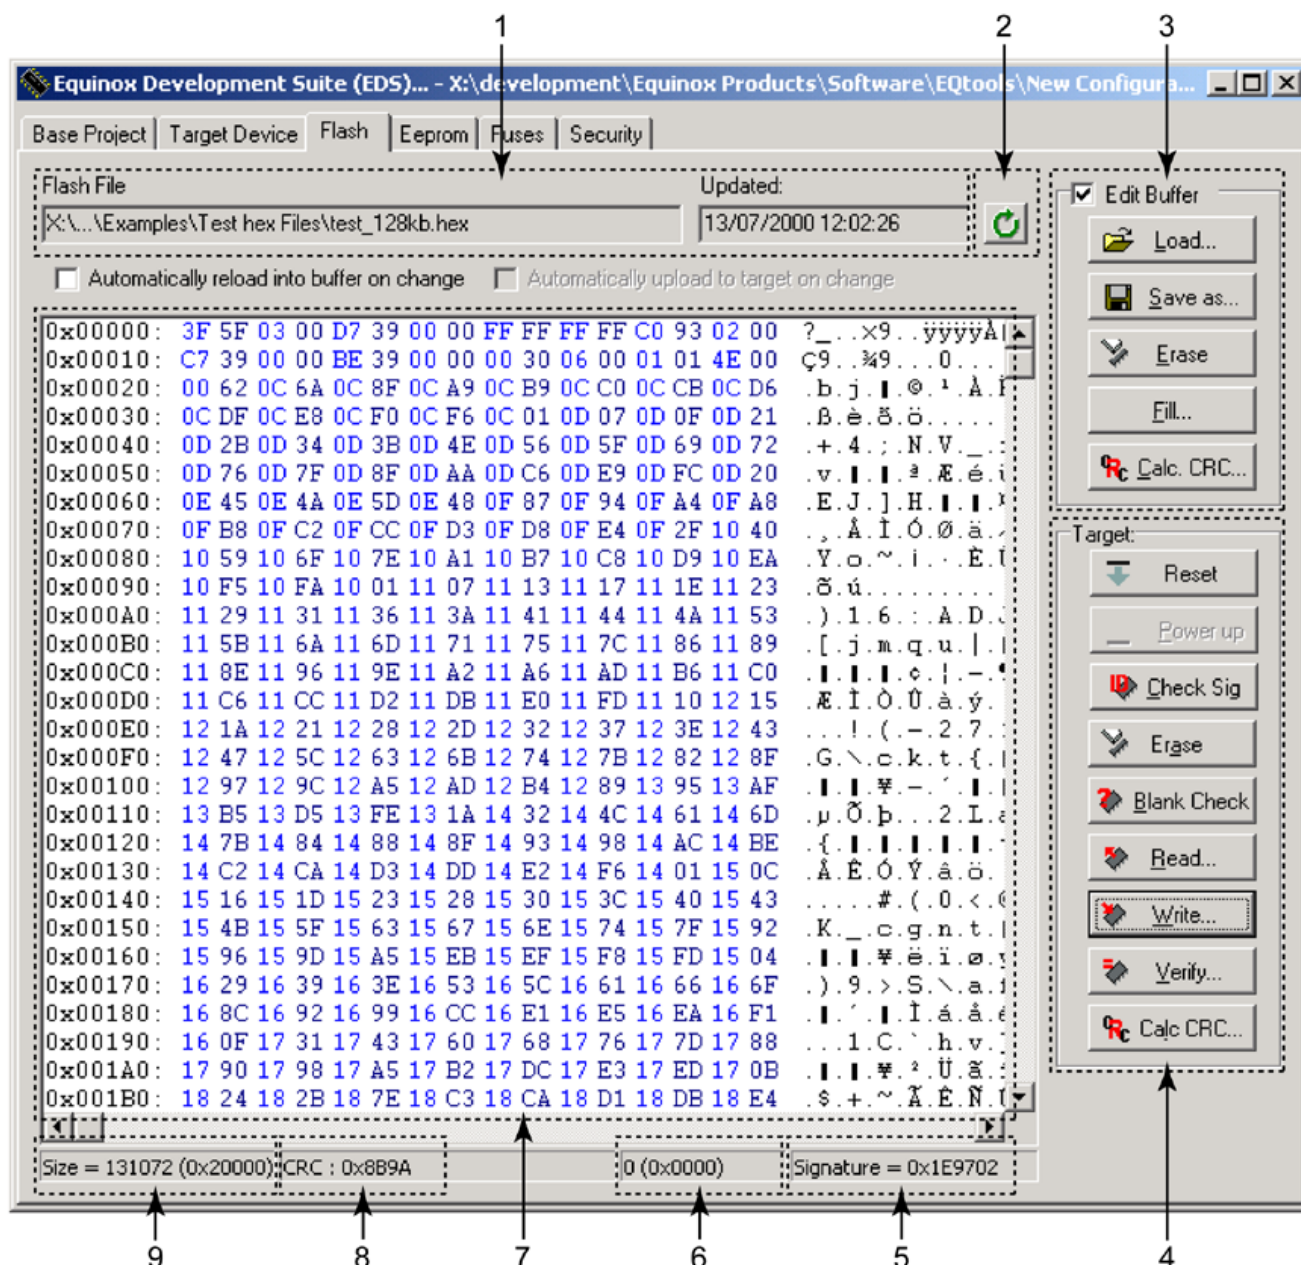 1 2 3
Equinox Development Suite (EDS)... - X:\development\Equinox Products\Software\EQtools\New Configura...
Base Project Target Device Flash Eeprom Fuses Security
Flash File Updated:
X:\...\Examples\Test hex Files\test_128kb.hex 13/07/2000 12:02:26
Automatically reload into buffer on change Automatically upload to target on change
0x00000: 3F 5F 03 00 D7 39 00 00 FF FF FF FF C0 93 02 00 ?_..×9..ÿÿÿÿÀ
0x00010: C7 39 00 00 BE 39 00 00 00 30 06 00 01 01 4E 00 Ç9..¾9...0....
0x00020: 00 62 0C 6A 0C 8F 0C A9 0C B9 0C C0 0C CB 0C D6 .b.j.▮.©.¹.À.
0x00030: 0C DF 0C E8 0C F0 0C F6 0C 01 0D 07 0D 0F 0D 21 .ß.è.ð.ö......
0x00040: 0D 2B 0D 34 0D 3B 0D 4E 0D 56 0D 5F 0D 69 0D 72 .+.4.;.N.V._.
0x00050: 0D 76 0D 7F 0D 8F 0D AA 0D C6 0D E9 0D FC 0D 20 .v.▮.▮.ª.Æ.é.
0x00060: 0E 45 0E 4A 0E 5D 0E 48 0F 87 0F 94 0F A4 0F A8 .E.J.].H.▮.▮.
0x00070: 0F B8 0F C2 0F CC 0F D3 0F D8 0F E4 0F 2F 10 40 .¸.Â.Ì.Ó.Ø.ä.
0x00080: 10 59 10 6F 10 7E 10 A1 10 B7 10 C8 10 D9 10 EA .Y.o.~.¡.·.È.
0x00090: 10 F5 10 FA 10 01 11 07 11 13 11 17 11 1E 11 23 .õ.ú..........
0x000A0: 11 29 11 31 11 36 11 3A 11 41 11 44 11 4A 11 53 .).1.6.:.A.D.
0x000B0: 11 5B 11 6A 11 6D 11 71 11 75 11 7C 11 86 11 89 .[.j.m.q.u.|.
0x000C0: 11 8E 11 96 11 9E 11 A2 11 A6 11 AD 11 B6 11 C0 .▮.▮.▮.¢.¦.-.
0x000D0: 11 C6 11 CC 11 D2 11 DB 11 E0 11 FD 11 10 12 15 .Æ.Ì.Ò.Û.à.ý.
0x000E0: 12 1A 12 21 12 28 12 2D 12 32 12 37 12 3E 12 43 ...!.(.-.2.7.
0x000F0: 12 47 12 5C 12 63 12 6B 12 74 12 7B 12 82 12 8F .G.\.c.k.t.{.
0x00100: 12 97 12 9C 12 A5 12 AD 12 B4 12 89 13 95 13 AF .▮.▮.¥.-.´.▮.
0x00110: 13 B5 13 D5 13 FE 13 1A 14 32 14 4C 14 61 14 6D .µ.Õ.þ...2.L.
0x00120: 14 7B 14 84 14 88 14 8F 14 93 14 98 14 AC 14 BE .{.▮.▮.▮.▮.▮.
0x00130: 14 C2 14 CA 14 D3 14 DD 14 E2 14 F6 14 01 15 0C .Â.Ê.Ó.Ý.â.ö.
0x00140: 15 16 15 1D 15 23 15 28 15 30 15 3C 15 40 15 43 .....#.(.0.<.
0x00150: 15 4B 15 5F 15 63 15 67 15 6E 15 74 15 7F 15 92 .K._.c.g.n.t.
0x00160: 15 96 15 9D 15 A5 15 EB 15 EF 15 F8 15 FD 15 04 .▮.▮.¥.ë.ï.ø.
0x00170: 16 29 16 39 16 3E 16 53 16 5C 16 61 16 66 16 6F .).9.>.S.\.a.
0x00180: 16 8C 16 92 16 99 16 CC 16 E1 16 E5 16 EA 16 F1 .▮.´.▮.Ì.á.å.
0x00190: 16 0F 17 31 17 43 17 60 17 68 17 76 17 7D 17 88 ...1.C.`.h.v.
0x001A0: 17 90 17 98 17 A5 17 B2 17 DC 17 E3 17 ED 17 0B .▮.▮.¥.².Ü.ã.
0x001B0: 18 24 18 2B 18 7E 18 C3 18 CA 18 D1 18 DB 18 E4 .$.+.~.Ã.Ê.Ñ.
Size = 131072 (0x20000) CRC : 0x8B9A 0 (0x0000) Signature = 0x1E9702
Edit Buffer
Load...
Save as...
Erase
Fill...
CRC Calc. CRC...
Target:
Reset
Power up
ID Check Sig
Erase
? Blank Check
Read...
Write...
Verify...
CRC Calc CRC...
9 8 7 6 5 4